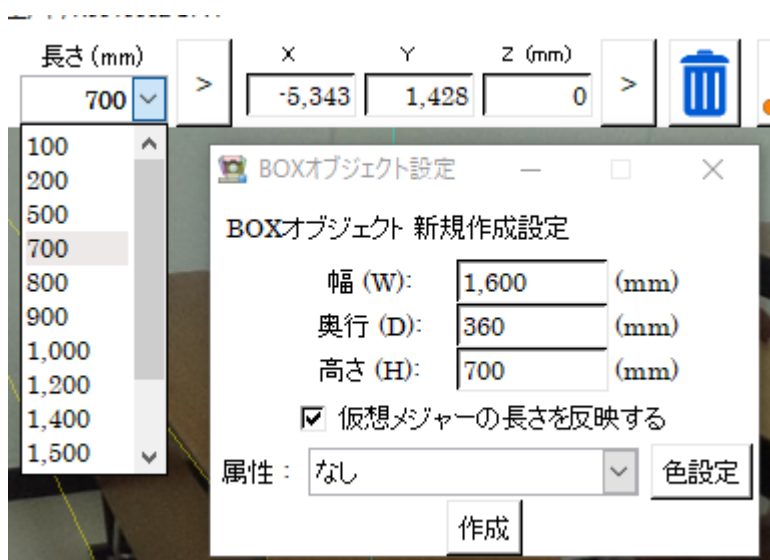 長さ(mm)
X Y Z (mm)
700
>
-5,343 1,428 0
>
100
200
500
700
800
900
1,000
1,200
1,400
1,500
BOXオブジェクト設定
BOXオブジェクト 新規作成設定
幅 (W): 1,600 (mm)
奥行 (D): 360 (mm)
高さ (H): 700 (mm)
仮想メジャーの長さを反映する
属性: なし 色設定
作成